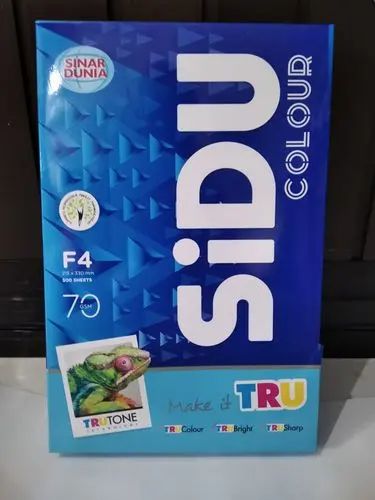 SINAR
DUNIA
SiDU
COLOUR
F4
215 x 330 mm
500 SHEETS
70
GSM
TRUTONE
TECHNOLOGY
Make it TRU
TRUColour TRUBright TRUSharp